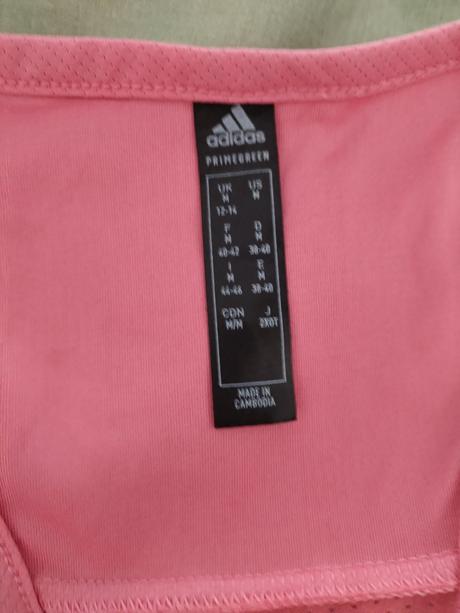 adidas
PRIMEGREEN
UK US
M M
12-14
F D
M M
40-42 38-40
I E
M M
44-46 38-40
CDN J
M/M 2XOT
MADE IN
CAMBODIA